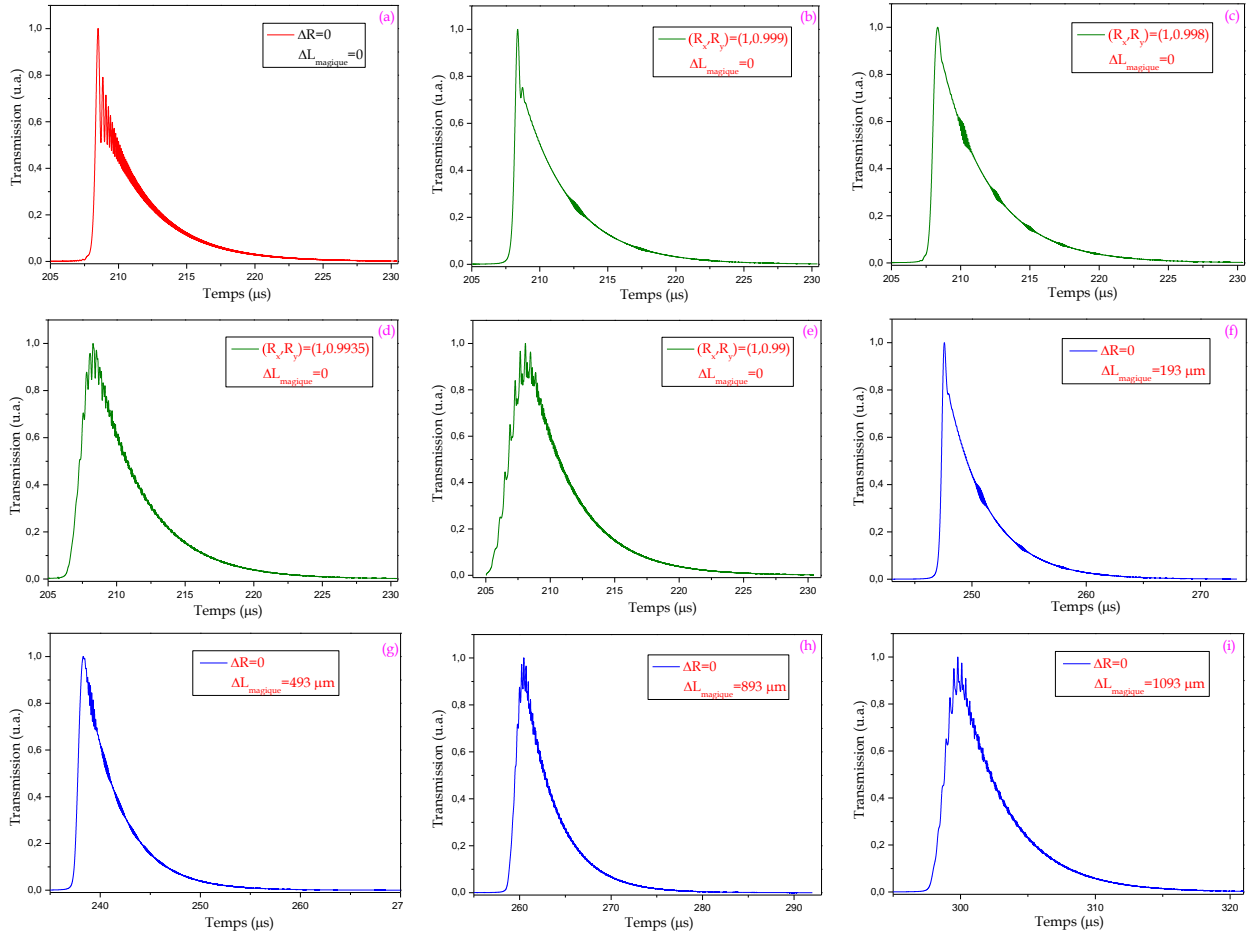 (a)
ΔR=0
ΔL_magique=0
Transmission (u.a.)
1,0
0,8
0,6
0,4
0,2
0,0
205 210 215 220 225 230
Temps (μs)
(b)
(R_x,R_y)=(1,0.999)
ΔL_magique=0
Transmission (u.a.)
1,0
0,8
0,6
0,4
0,2
0,0
205 210 215 220 225 230
Temps (μs)
(c)
(R_x,R_y)=(1,0.998)
ΔL_magique=0
Transmission (u.a.)
1,0
0,8
0,6
0,4
0,2
0,0
205 210 215 220 225 230
Temps (μs)
(d)
(R_x,R_y)=(1,0.9935)
ΔL_magique=0
Transmission (u.a.)
1,0
0,8
0,6
0,4
0,2
0,0
205 210 215 220 225 230
Temps (μs)
(e)
(R_x,R_y)=(1,0.99)
ΔL_magique=0
Transmission (u.a.)
1,0
0,8
0,6
0,4
0,2
0,0
205 210 215 220 225 230
Temps (μs)
(f)
ΔR=0
ΔL_magique=193 μm
Transmission (u.a.)
1,0
0,8
0,6
0,4
0,2
0,0
250 260 270
Temps (μs)
(g)
ΔR=0
ΔL_magique=493 μm
Transmission (u.a.)
1,0
0,8
0,6
0,4
0,2
0,0
240 250 260 27
Temps (μs)
(h)
ΔR=0
ΔL_magique=893 μm
Transmission (u.a.)
1,0
0,8
0,6
0,4
0,2
0,0
260 270 280 290
Temps (μs)
(i)
ΔR=0
ΔL_magique=1093 μm
Transmission (u.a.)
1,0
0,8
0,6
0,4
0,2
0,0
300 310 320
Temps (μs)